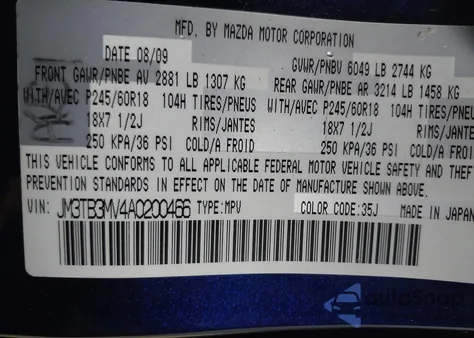 MFD. BY MAZDA MOTOR CORPORATION
DATE 08/09 GVWR/PNBV 6049 LB 2744 KG
FRONT GAWR/PNBE AV 2881 LB 1307 KG REAR GAWR/PNBE AR 3214 LB 1458 KG
WITH/AVEC P245/60R18 104H TIRES/PNEUS WITH/AVEC P245/60R18 104H TIRES/PNEUS
18X7 1/2J RIMS/JANTES 18X7 1/2J RIMS/JANTES
250 KPA/36 PSI COLD/A FROID 250 KPA/36 PSI COLD/A FROID
THIS VEHICLE CONFORMS TO ALL APPLICABLE FEDERAL MOTOR VEHICLE SAFETY AND THEF
PREVENTION STANDARDS IN EFFECT ON THE DATE OF MANUFACTURE SHOWN ABOVE.
VIN: JM3TB3MV4A0200466 TYPE:MPV COLOR CODE:35J MADE IN JAPAN
autoSnap